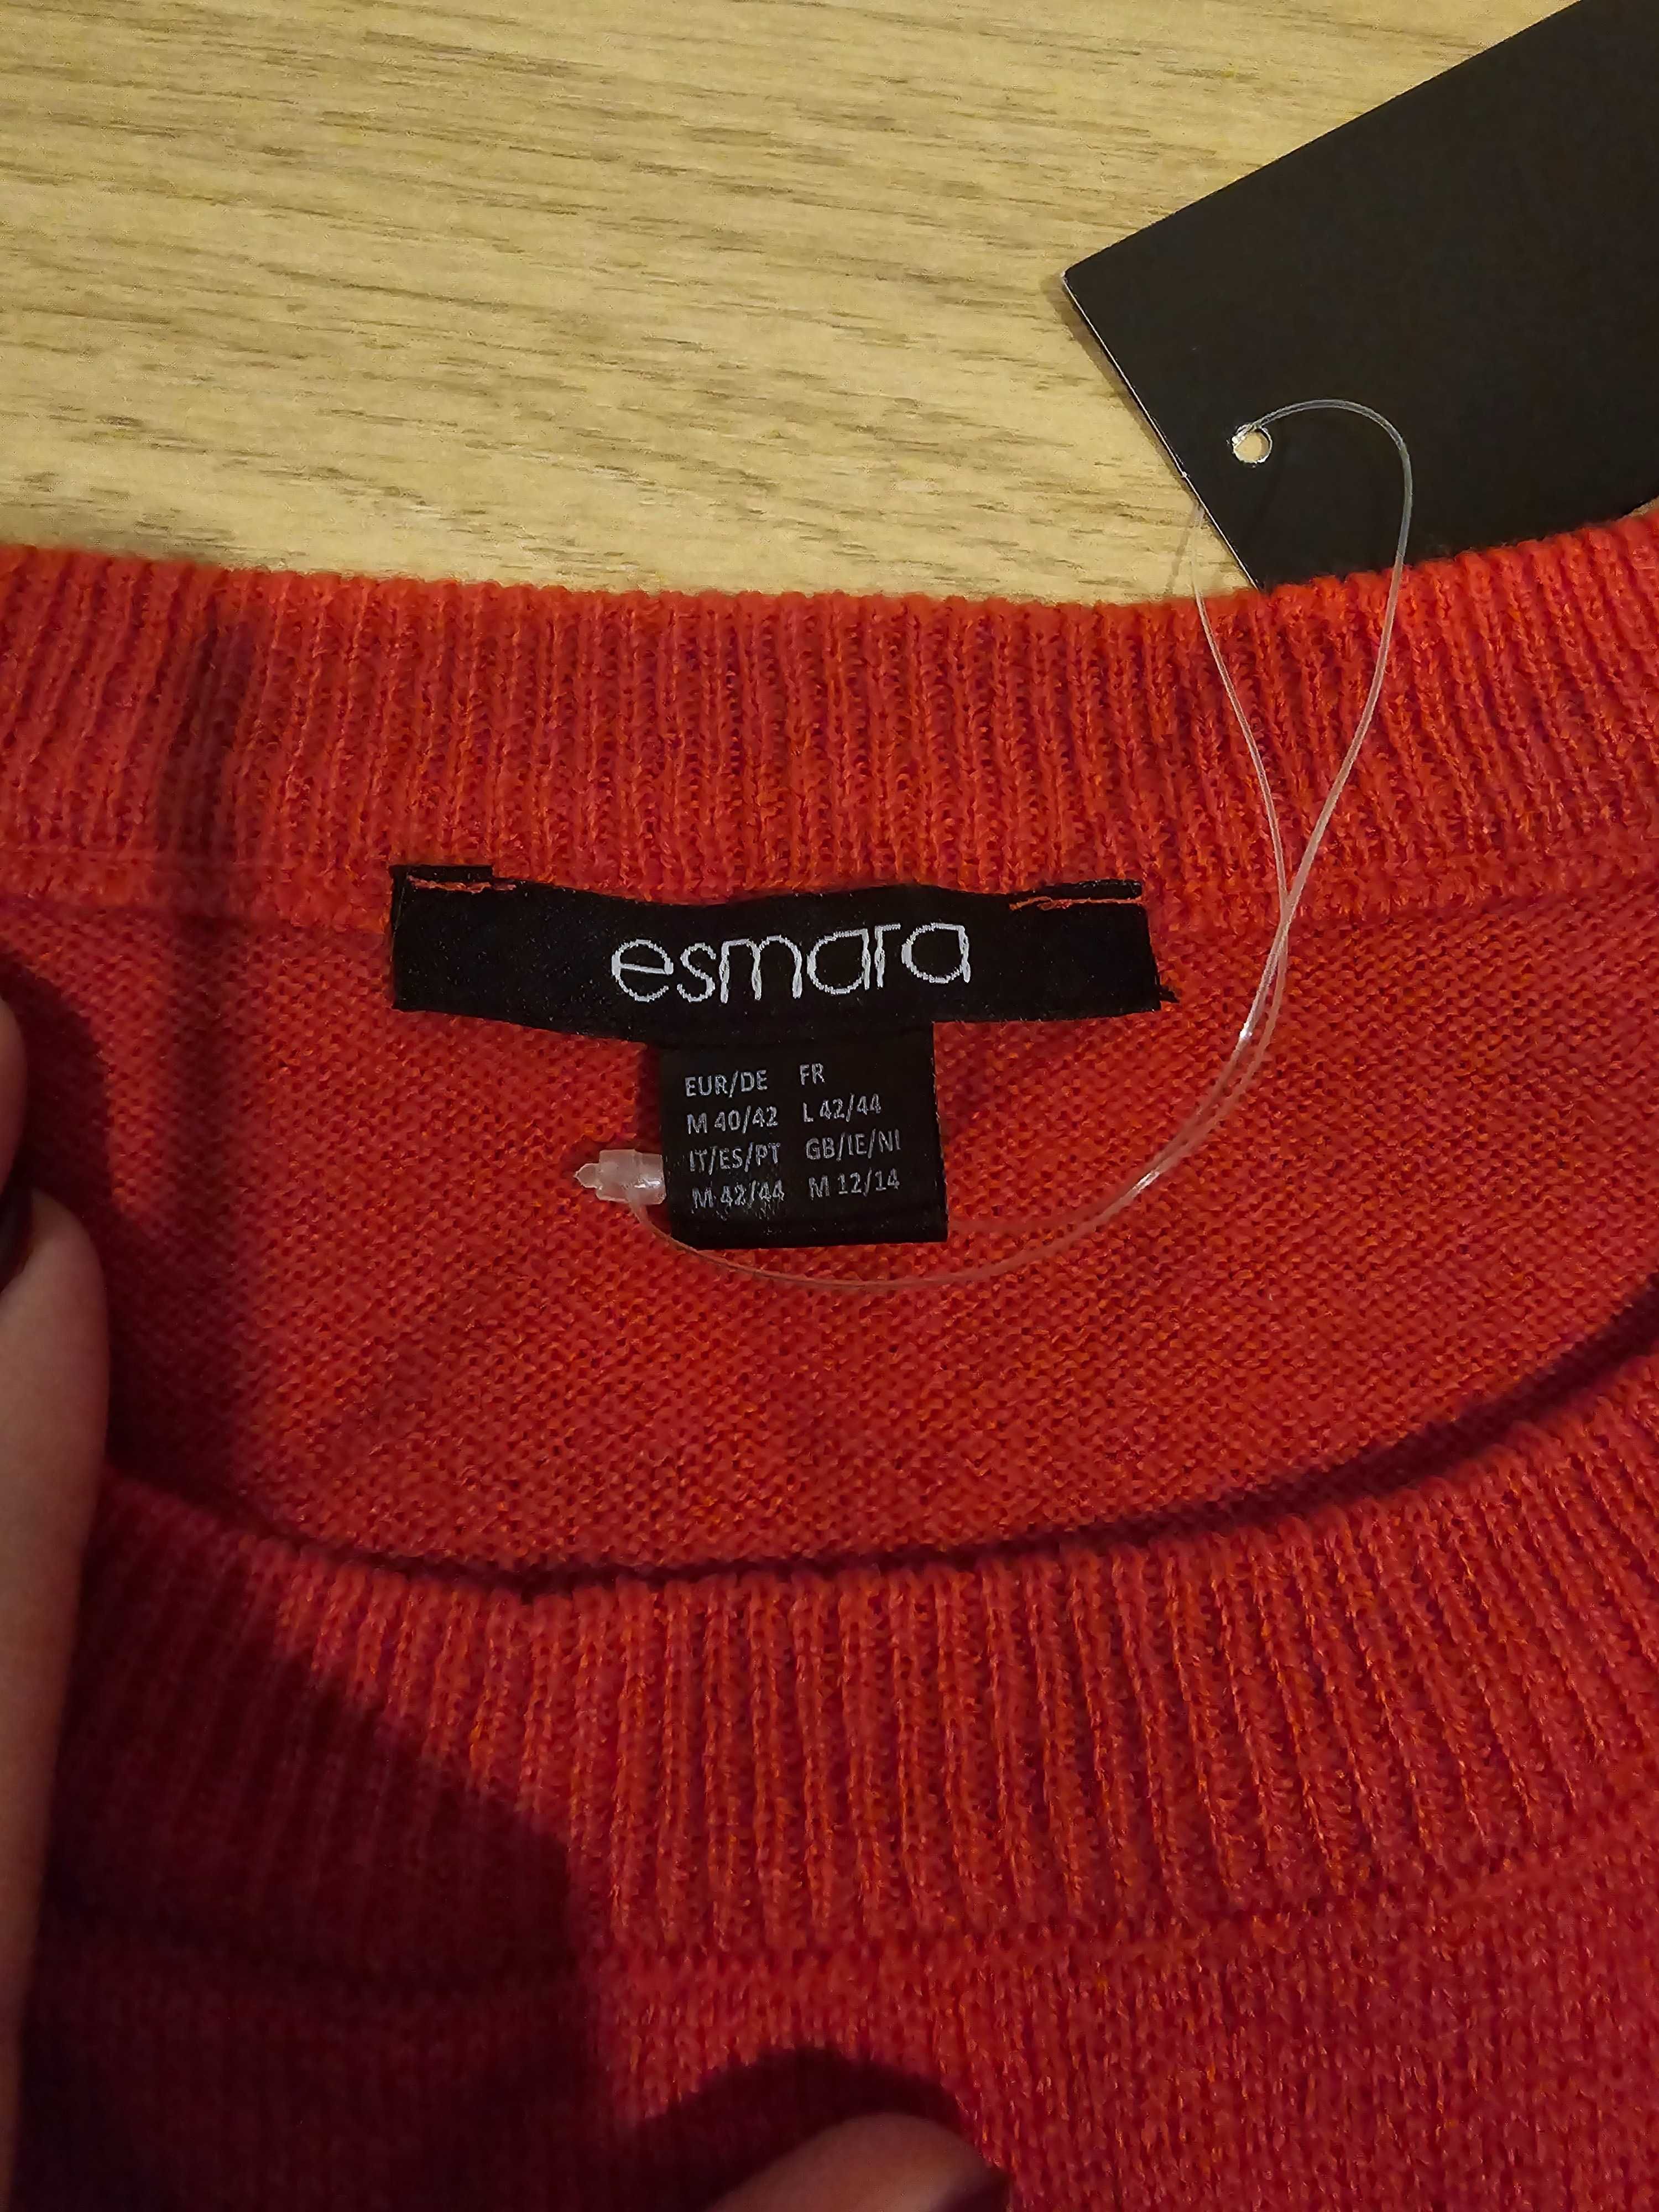 esmara
EUR/DE FR
M 40/42 L 42/44
IT/ES/PT GB/IE/NI
M 42/44 M 12/14